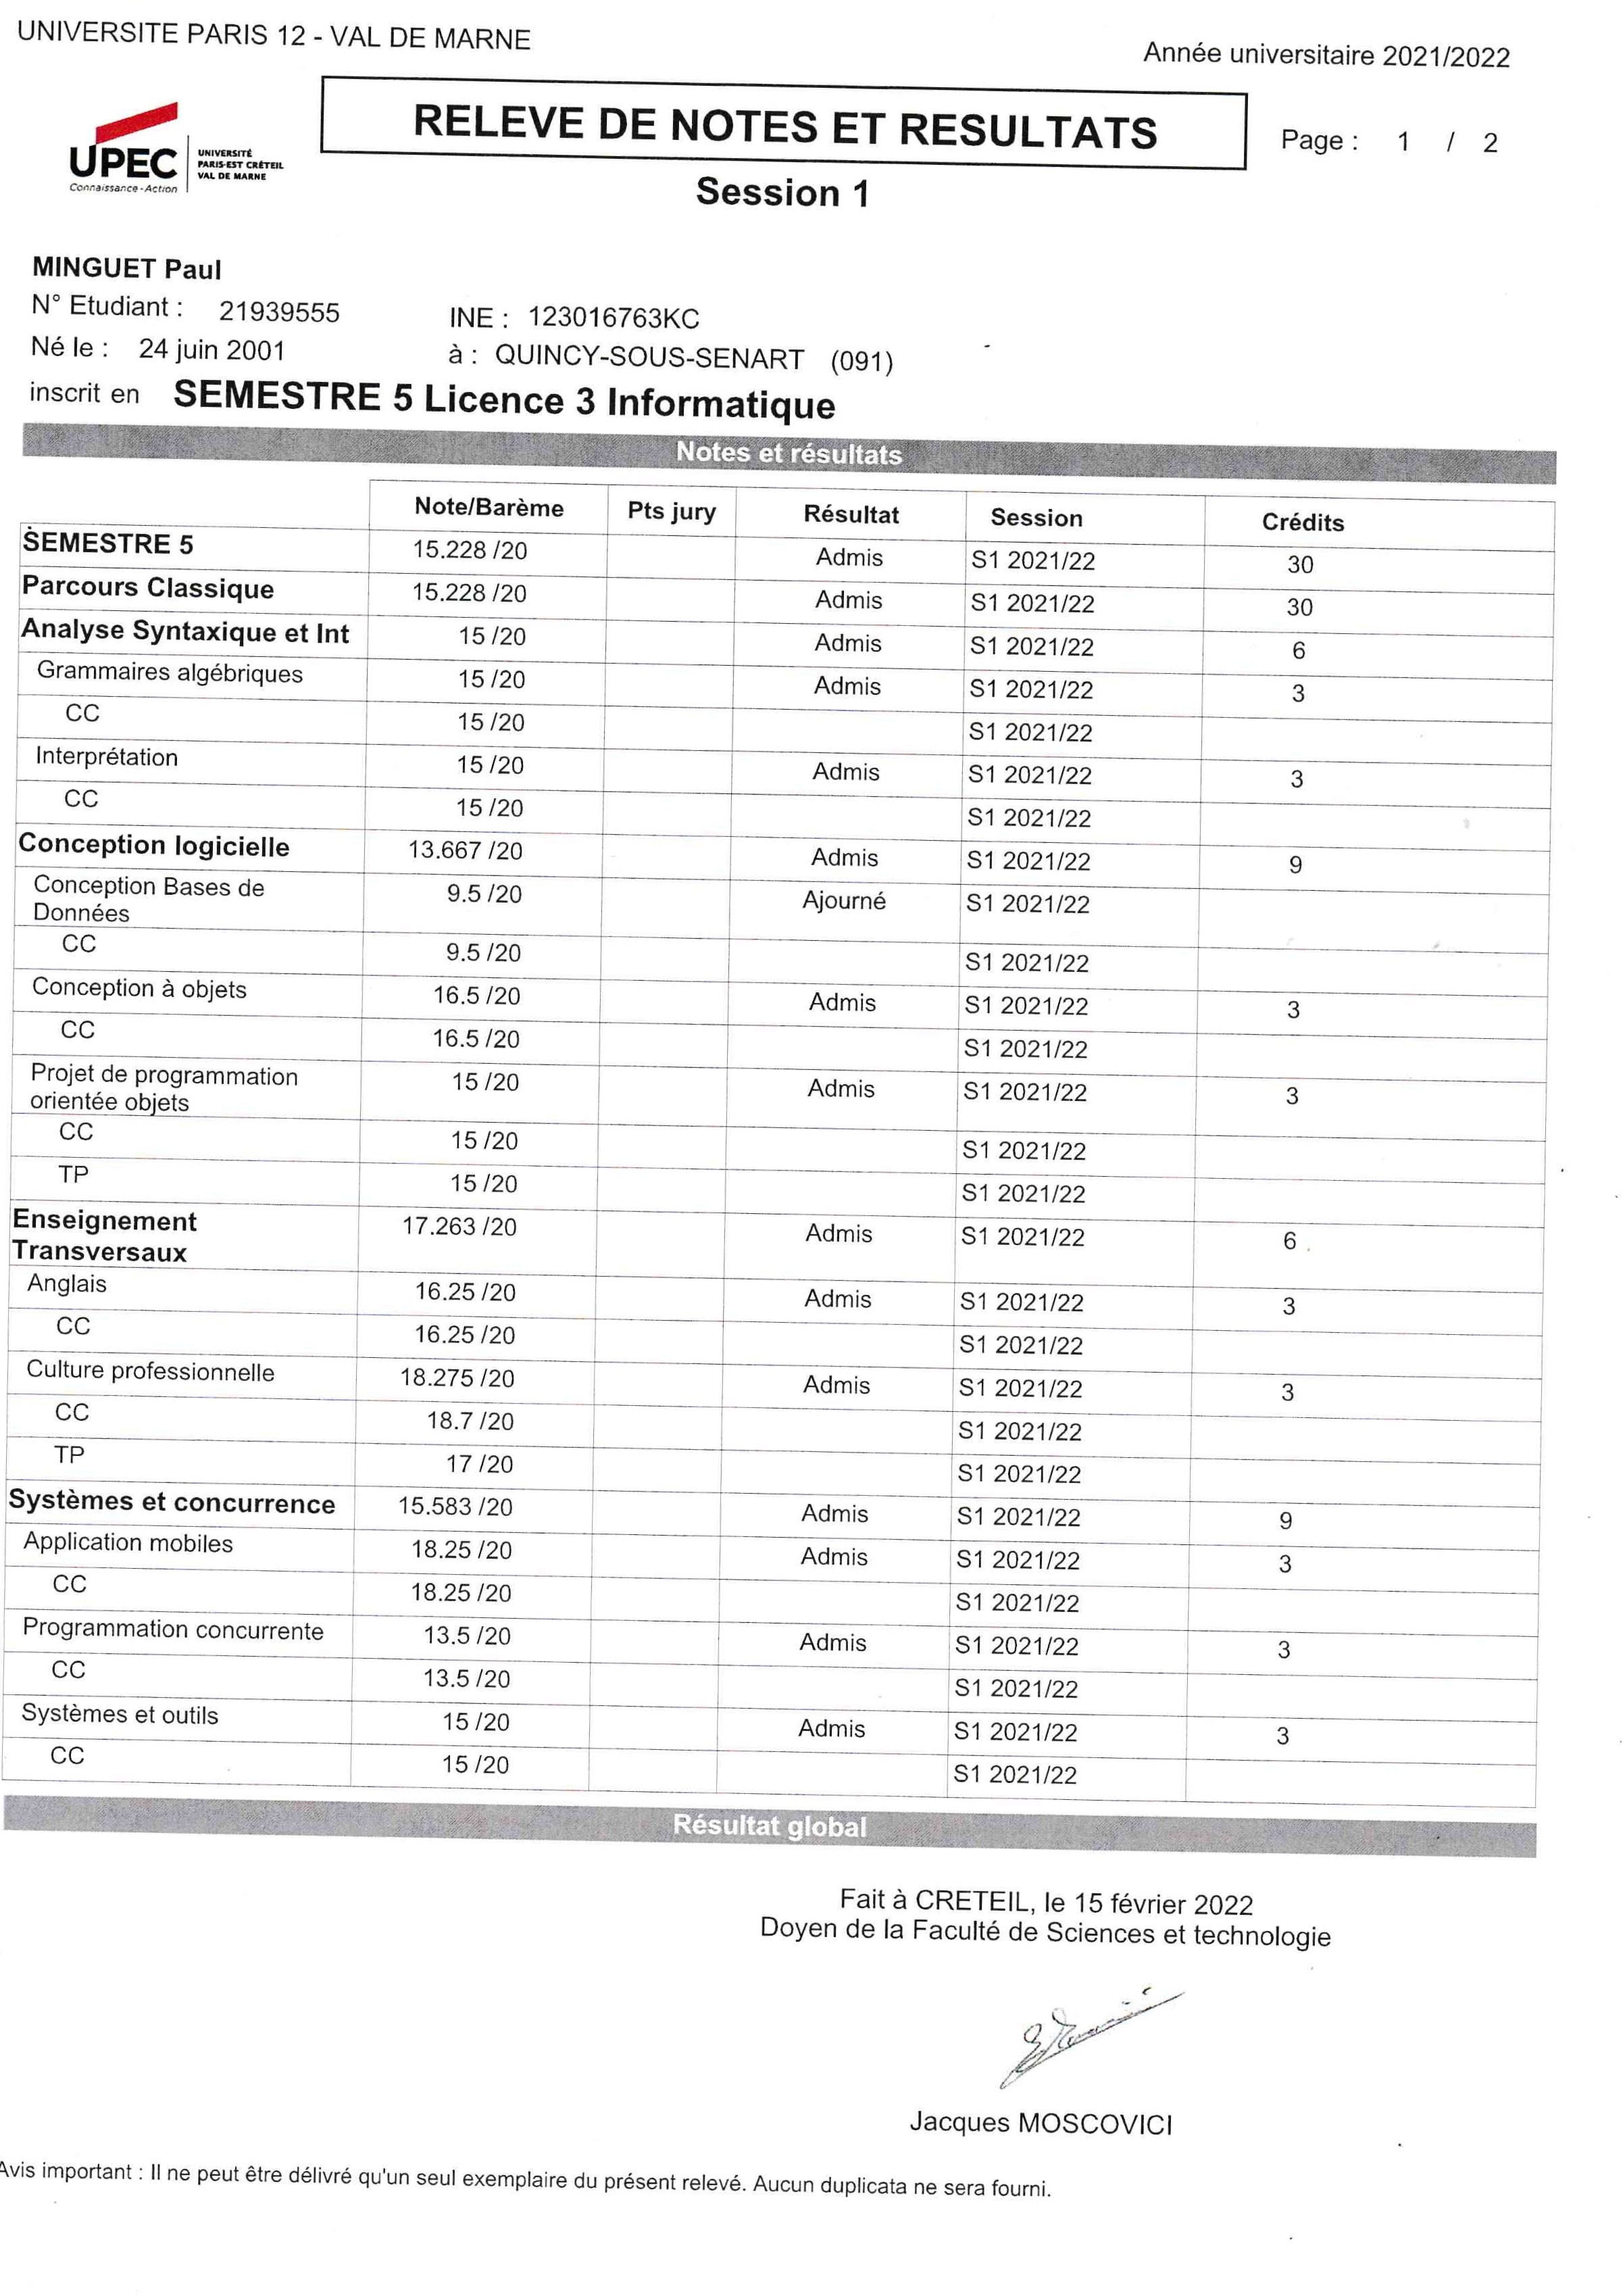 UNIVERSITE PARIS 12 - VAL DE MARNE
Année universitaire 2021/2022
RELEVE DE NOTES ET RESULTATS
Page : 1 / 2
UPEC
Connaissance - Action
UNIVERSITÉ
PARIS-EST CRÉTEIL
VAL DE MARNE
Session 1
MINGUET Paul
N° Etudiant : 21939555 INE : 123016763KC
Né le : 24 juin 2001 à : QUINCY-SOUS-SENART (091)
inscrit en SEMESTRE 5 Licence 3 Informatique
Notes et résultats
Note/Barème Pts jury Résultat Session Crédits
SEMESTRE 5 15.228 /20 Admis S1 2021/22 30
Parcours Classique 15.228 /20 Admis S1 2021/22 30
Analyse Syntaxique et Int 15 /20 Admis S1 2021/22 6
Grammaires algébriques 15 /20 Admis S1 2021/22 3
CC 15 /20 S1 2021/22
Interprétation 15 /20 Admis S1 2021/22 3
CC 15 /20 S1 2021/22
Conception logicielle 13.667 /20 Admis S1 2021/22 9
Conception Bases de 9.5 /20 Ajourné S1 2021/22
Données
CC 9.5 /20 S1 2021/22
Conception à objets 16.5 /20 Admis S1 2021/22 3
CC 16.5 /20 S1 2021/22
Projet de programmation 15 /20 Admis S1 2021/22 3
orientée objets
CC 15 /20 S1 2021/22
TP 15 /20 S1 2021/22
Enseignement 17.263 /20 Admis S1 2021/22 6
Transversaux
Anglais 16.25 /20 Admis S1 2021/22 3
CC 16.25 /20 S1 2021/22
Culture professionnelle 18.275 /20 Admis S1 2021/22 3
CC 18.7 /20 S1 2021/22
TP 17 /20 S1 2021/22
Systèmes et concurrence 15.583 /20 Admis S1 2021/22 9
Application mobiles 18.25 /20 Admis S1 2021/22 3
CC 18.25 /20 S1 2021/22
Programmation concurrente 13.5 /20 Admis S1 2021/22 3
CC 13.5 /20 S1 2021/22
Systèmes et outils 15 /20 Admis S1 2021/22 3
CC 15 /20 S1 2021/22
Résultat global
Fait à CRETEIL, le 15 février 2022
Doyen de la Faculté de Sciences et technologie
Jacques MOSCOVICI
Avis important : Il ne peut être délivré qu'un seul exemplaire du présent relevé. Aucun duplicata ne sera fourni.